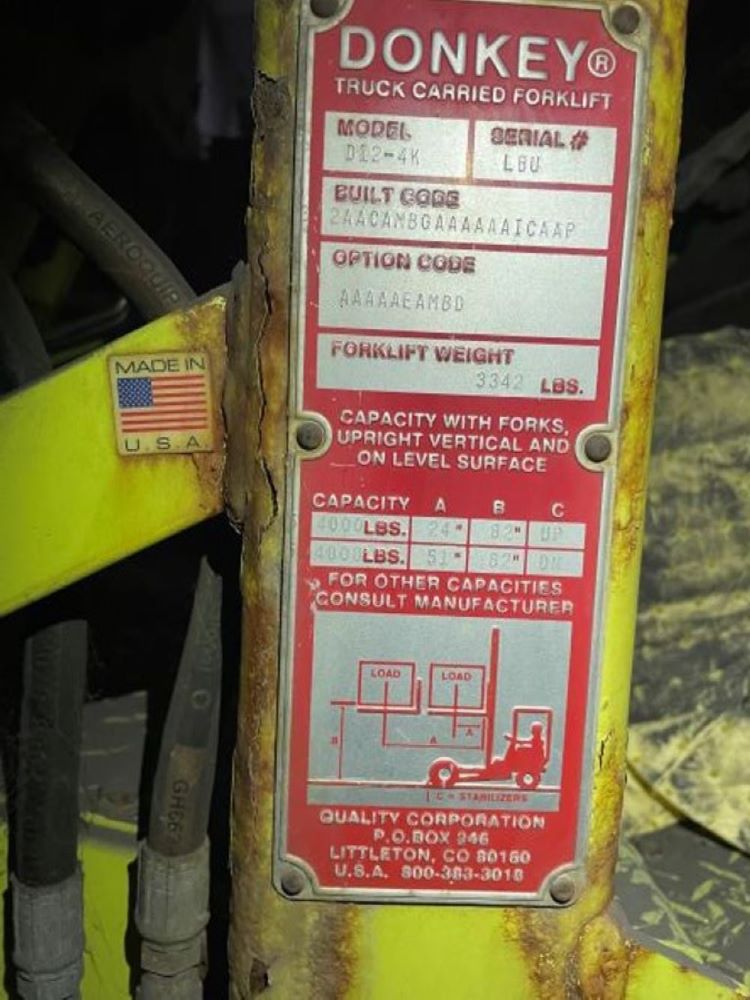 DONKEY®
TRUCK CARRIED FORKLIFT
MODEL SERIAL #
D12-4K LBU
BUILT CODE
2AACAMBGAAAAAAICAAP
OPTION CODE
AAAAAEAMBD
FORKLIFT WEIGHT
3342 LBS.
AEROQUIP
MADE IN
U.S.A.
CAPACITY WITH FORKS,
UPRIGHT VERTICAL AND
ON LEVEL SURFACE
CAPACITY A B C
4000 LBS. 24" 82" UP
4000 LBS. 51" 82" DN
FOR OTHER CAPACITIES
CONSULT MANUFACTURER
LOAD LOAD
A
B A
C = STABILIZERS
QUALITY CORPORATION
P.O.BOX 246
LITTLETON, CO 80160
U.S.A. 800-383-3018